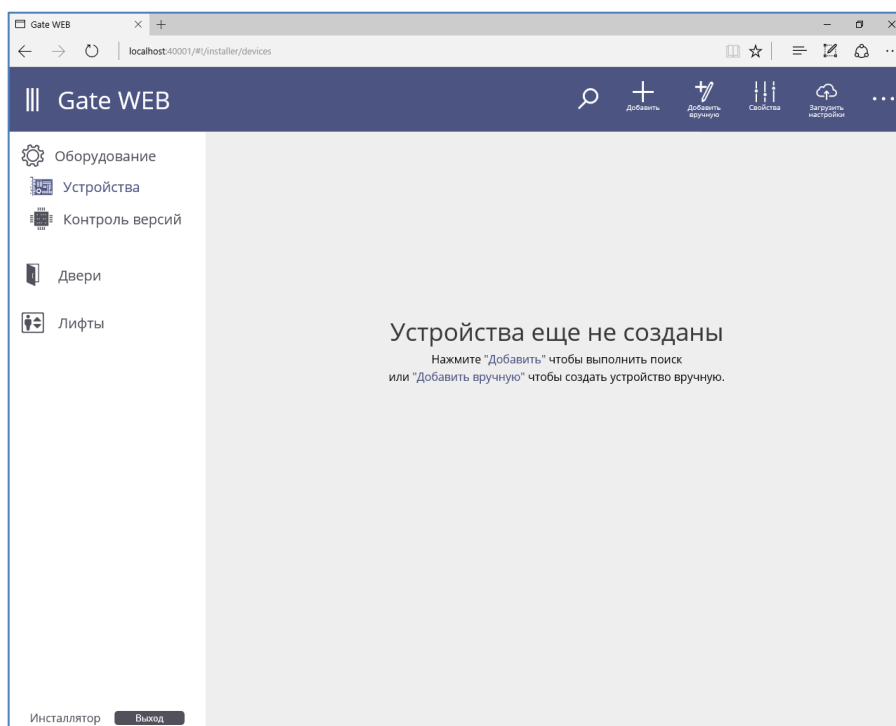 Gate WEB
localhost:40001/#!/installer/devices
Gate WEB
Добавить
Добавить
вручную
Свойства
Загрузить
настройки
Оборудование
Устройства
Контроль версий
Двери
Лифты
Устройства еще не созданы
Нажмите "Добавить" чтобы выполнить поиск
или "Добавить вручную" чтобы создать устройство вручную.
Инсталлятор
Выход